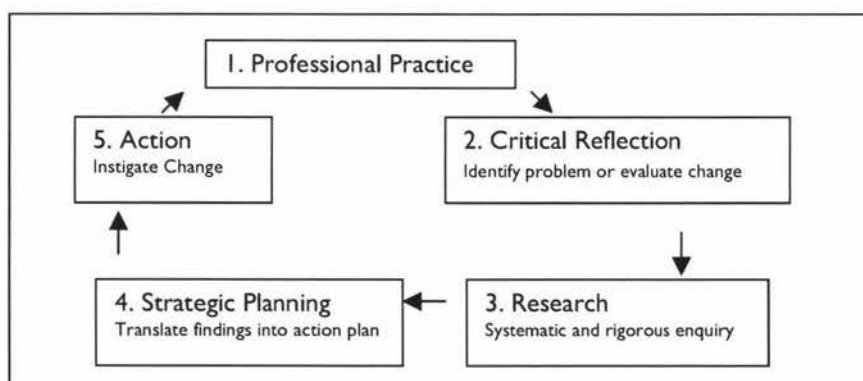 1. Professional Practice
2. Critical Reflection
Identify problem or evaluate change
3. Research
Systematic and rigorous enquiry
4. Strategic Planning
Translate findings into action plan
5. Action
Instigate Change